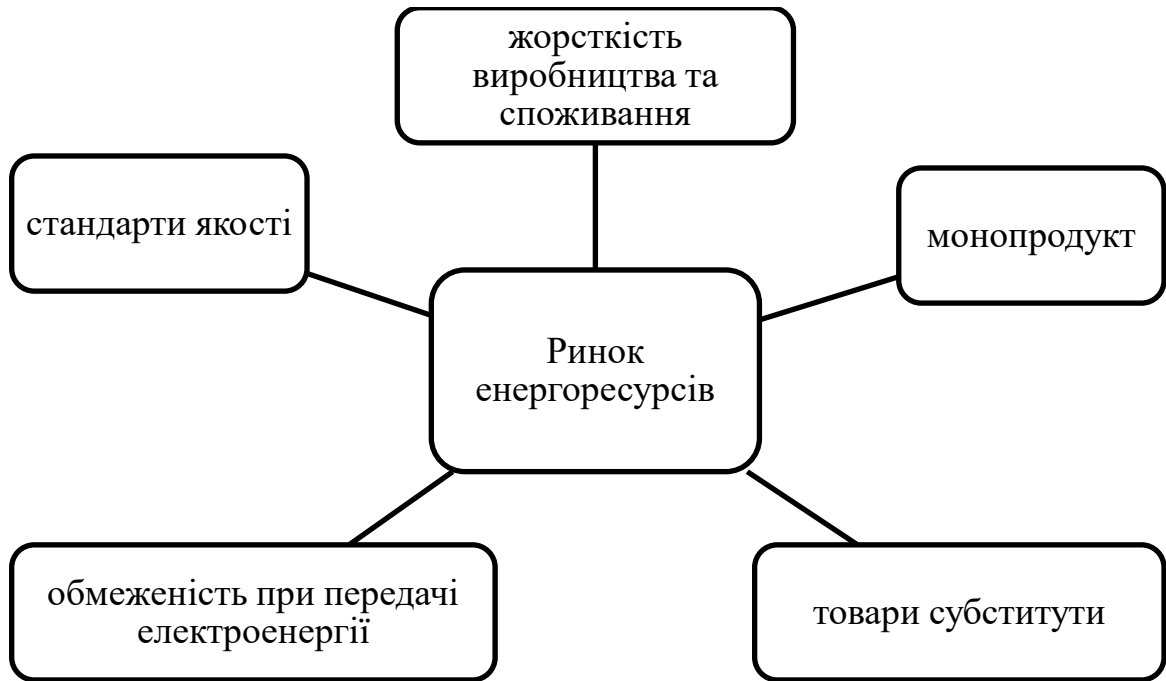 жорсткість
виробництва та
споживання
стандарти якості
монопродукт
Ринок
енергоресурсів
обмеженість при передачі
електроенергії
товари субститути